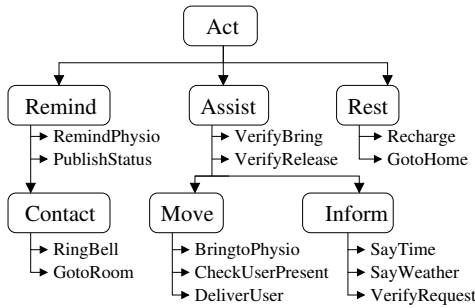 Act
Remind Assist Rest
RemindPhysio VerifyBring Recharge
PublishStatus VerifyRelease GotoHome
Contact Move Inform
RingBell BringtoPhysio SayTime
GotoRoom CheckUserPresent SayWeather
DeliverUser VerifyRequest